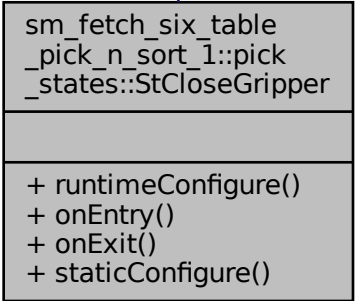 sm_fetch_six_table
_pick_n_sort_1::pick
_states::StCloseGripper
+ runtimeConfigure()
+ onEntry()
+ onExit()
+ staticConfigure()